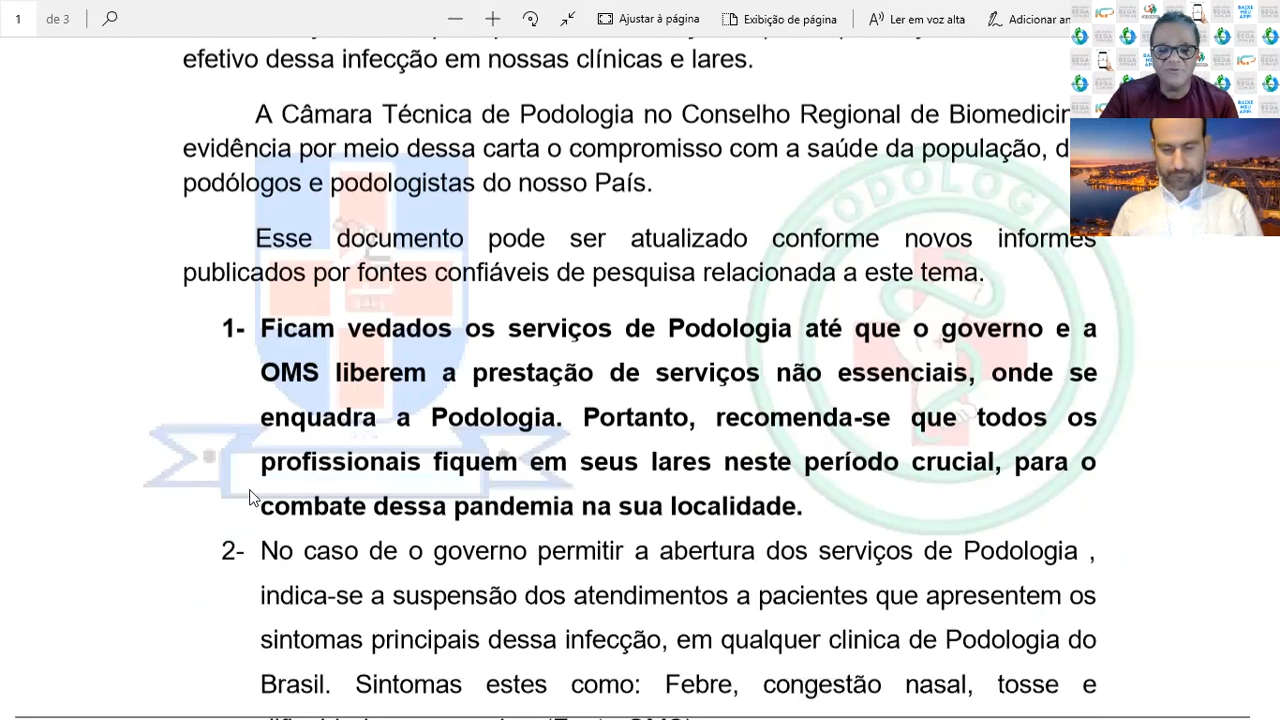 1 de 3 Ajustar à página Exibição de página Ler em voz alta Adicionar an
efetivo dessa infecção em nossas clínicas e lares.
A Câmara Técnica de Podologia no Conselho Regional de Biomedicin
evidência por meio dessa carta o compromisso com a saúde da população, d
podólogos e podologistas do nosso País.
Esse documento pode ser atualizado conforme novos informes
publicados por fontes confiáveis de pesquisa relacionada a este tema.
1- Ficam vedados os serviços de Podologia até que o governo e a
OMS liberem a prestação de serviços não essenciais, onde se
enquadra a Podologia. Portanto, recomenda-se que todos os
profissionais fiquem em seus lares neste período crucial, para o
combate dessa pandemia na sua localidade.
2- No caso de o governo permitir a abertura dos serviços de Podologia ,
indica-se a suspensão dos atendimentos a pacientes que apresentem os
sintomas principais dessa infecção, em qualquer clinica de Podologia do
Brasil. Sintomas estes como: Febre, congestão nasal, tosse e
PODOLOGIA
BAIXE
MEU
APP!